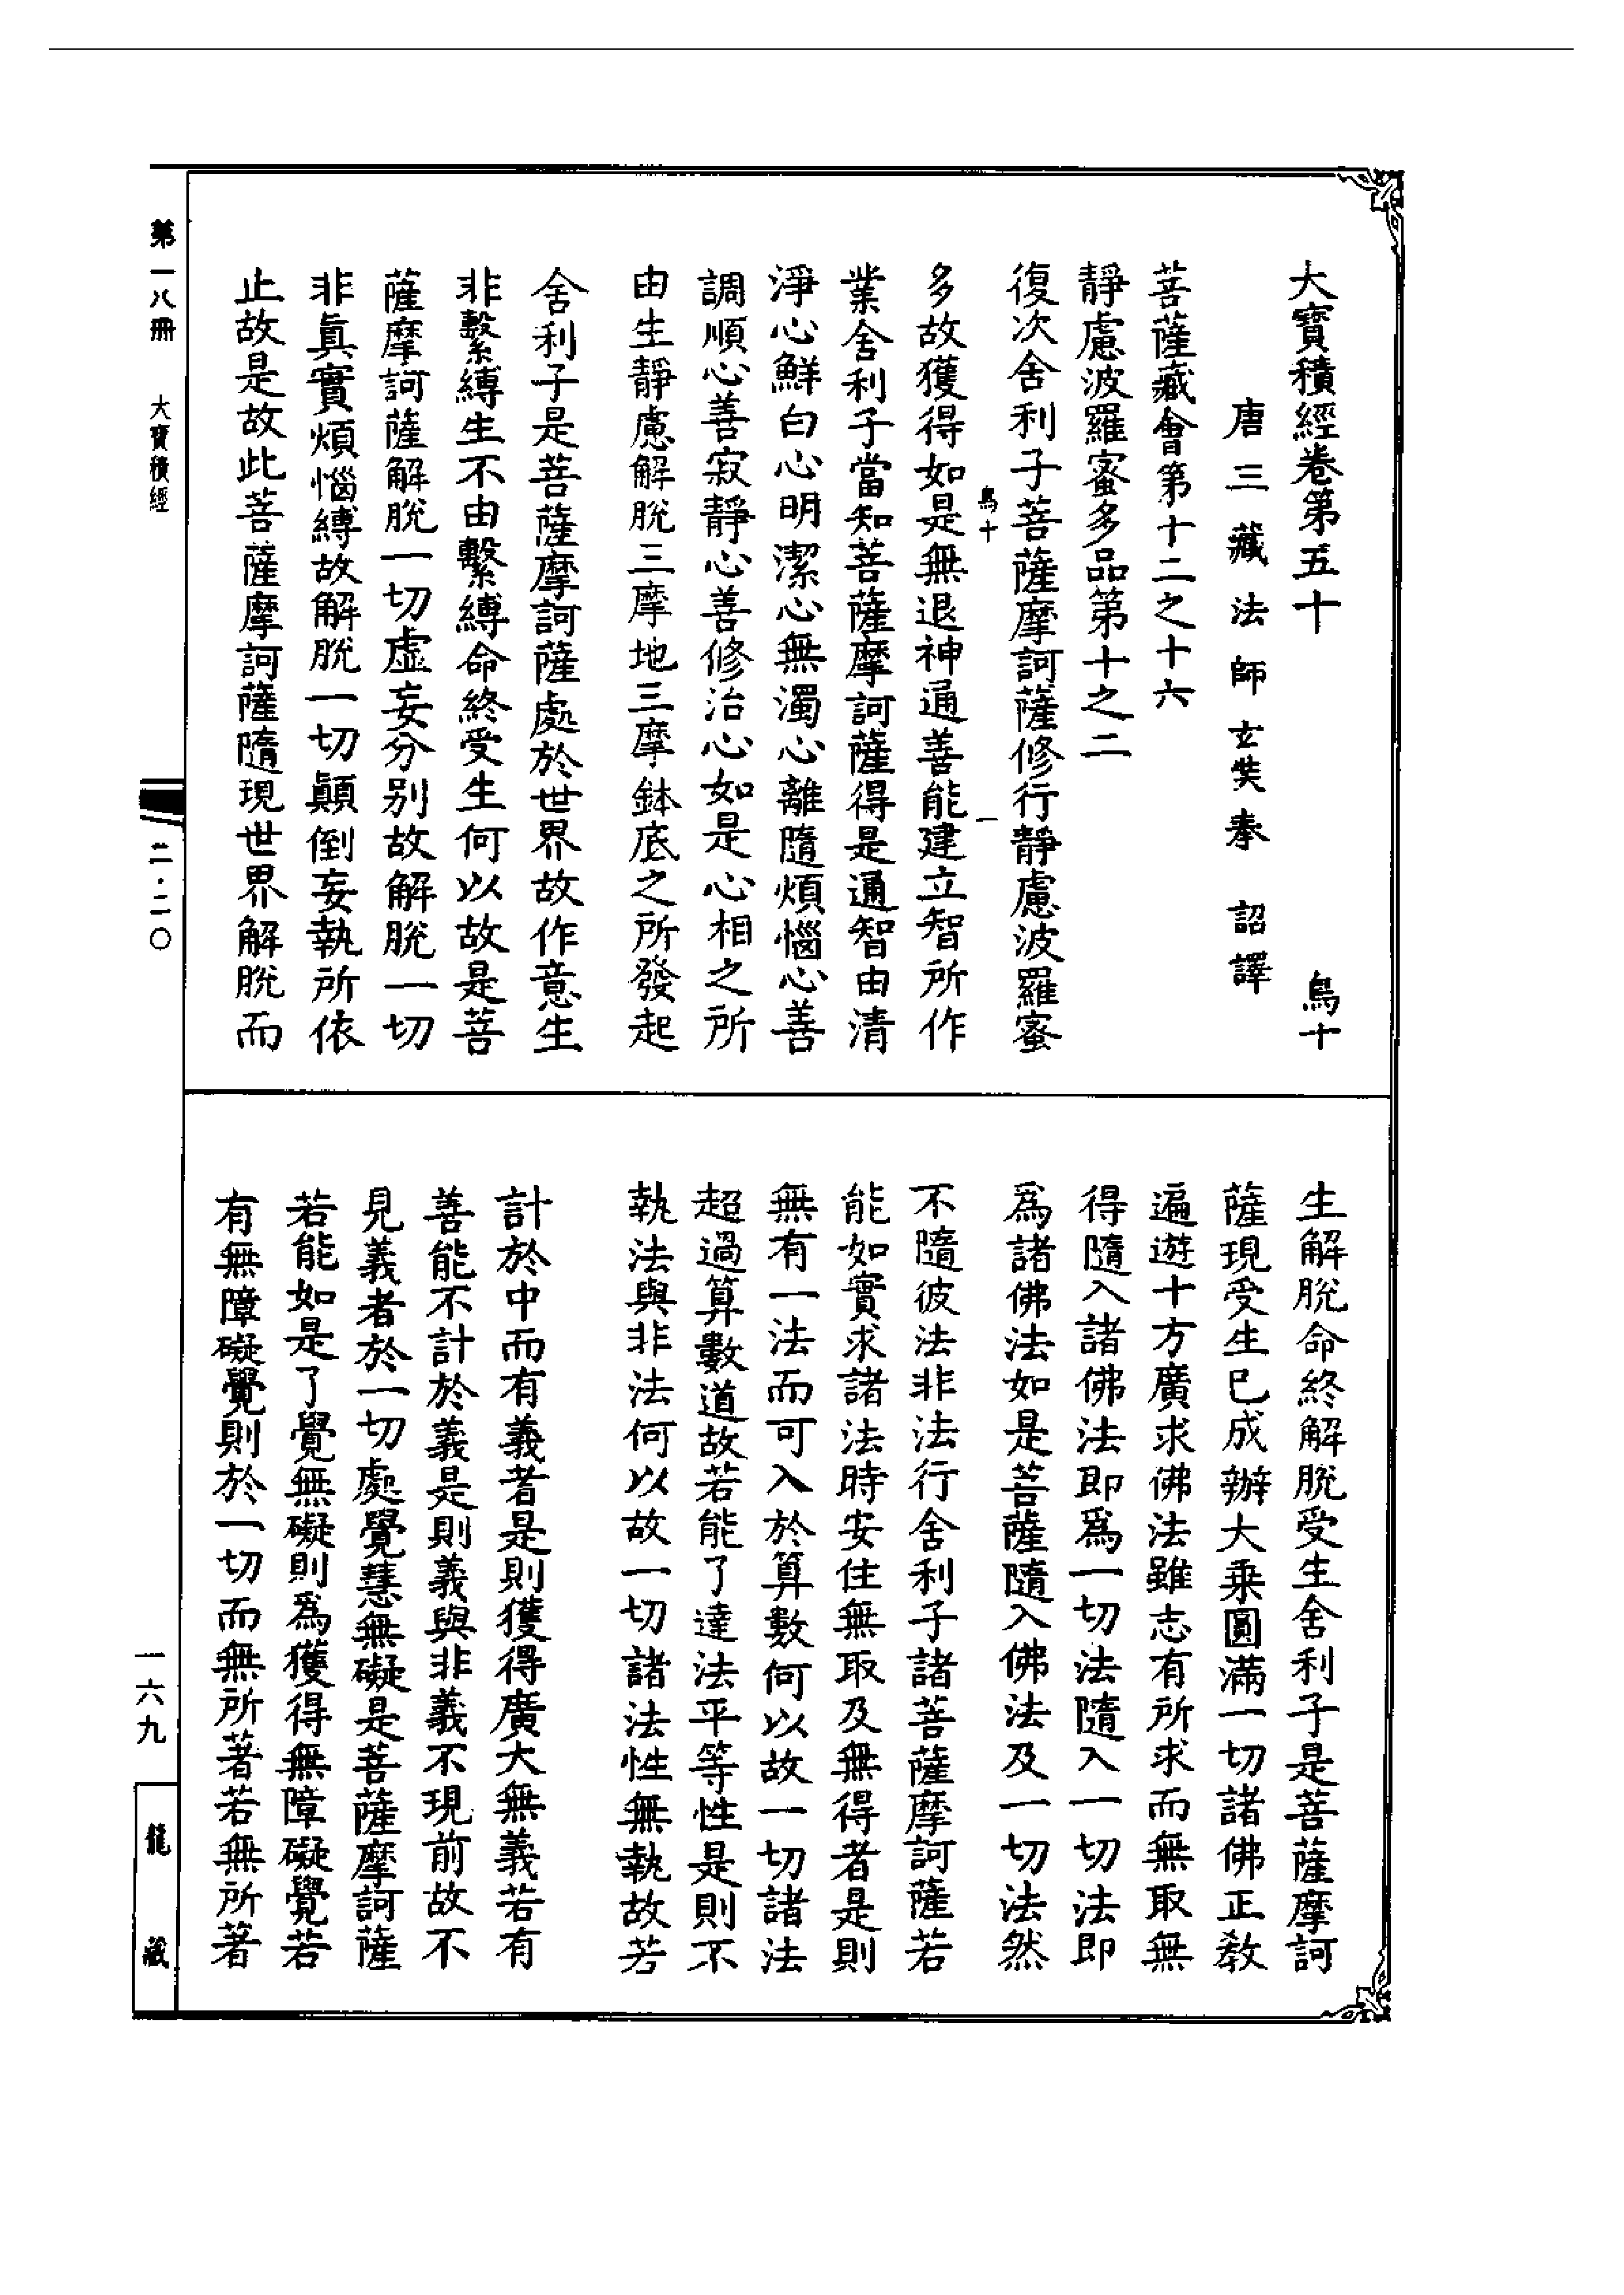 大寶積經卷第五十　鳥十
唐三藏法師玄奘奉　詔譯
菩薩藏會第十二之十六
靜慮波羅蜜多品第十之二
復次舍利子菩薩摩訶薩修行靜慮波羅蜜
鳥十　一
多故獲得如是無退神通善能建立智所作
業舍利子當知菩薩摩訶薩得是通智由清
淨心鮮白心明潔心無濁心離隨煩惱心善
調順心善寂靜心善修治心如是心相之所
由生靜慮解脫三摩地三摩鉢底之所發起
舍利子是菩薩摩訶薩處於世界故作意生
非繫縛生不由繫縛命終受生何以故是菩
薩摩訶薩解脫一切虛妄分別故解脫一切
非眞實煩惱縛故解脫一切顚倒妄執所依
止故是故此菩薩摩訶薩隨現世界解脫而
生解脫命終解脫受生舍利子是菩薩摩訶
薩現受生已成辦大乘圓滿一切諸佛正教
遍遊十方廣求佛法雖志有所求而無取無
得隨入諸佛法即爲一切法隨入一切法即
爲諸佛法如是菩薩隨入佛法及一切法然
不隨彼法非法行舍利子諸菩薩摩訶薩若
能如實求諸法時安住無取及無得者是則
無有一法而可入於算數何以故一切諸法
超過算數道故若能了達法平等性是則不
執法與非法何以故一切諸法性無執故若
計於中而有義者是則獲得廣大無義若有
善能不計於義是則義與非義不現前故不
見義者於一切處覺慧無礙是菩薩摩訶薩
若能如是了覺無礙則爲獲得無障礙覺若
有無障礙覺則於一切而無所著若無所著
第一八冊　大寶積經
二·二〇
一六九
龍藏